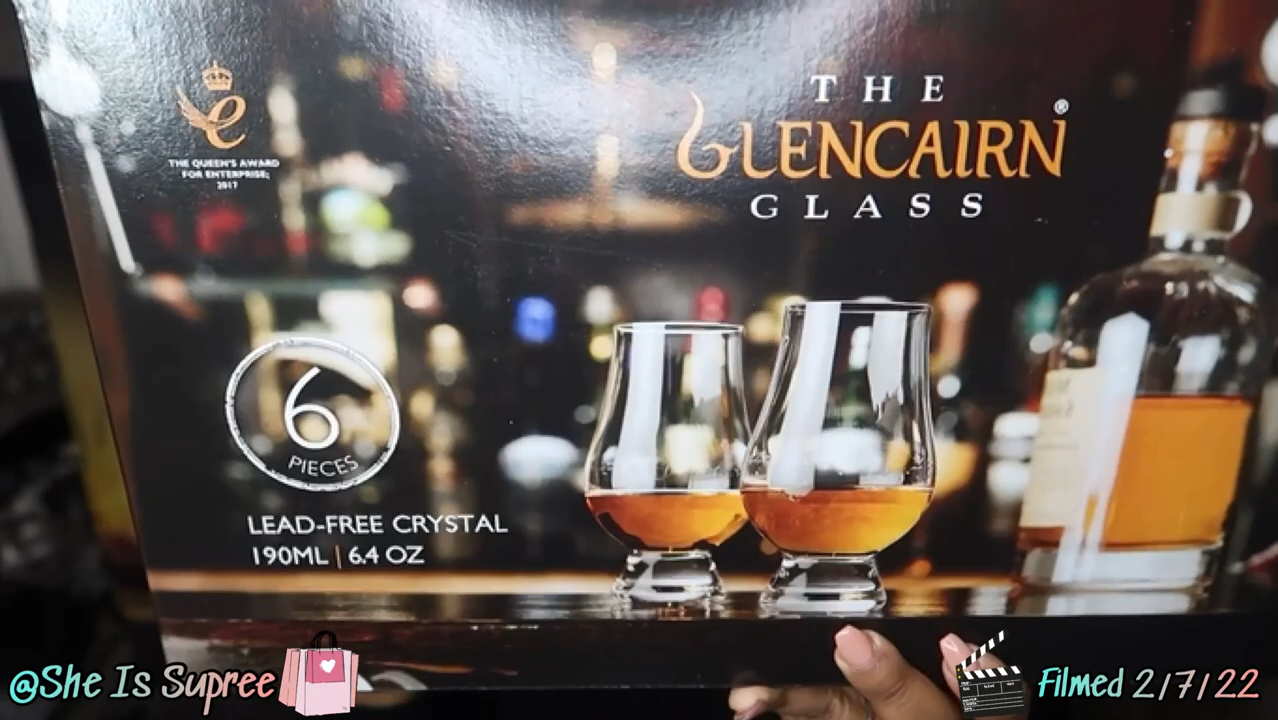 THE
GLENCAIRN®
GLASS
e
THE QUEEN'S AWARD
FOR ENTERPRISE:
2017
6
PIECES
LEAD-FREE CRYSTAL
190ML | 6.4 OZ
@She Is Supree
Filmed 2/7/22